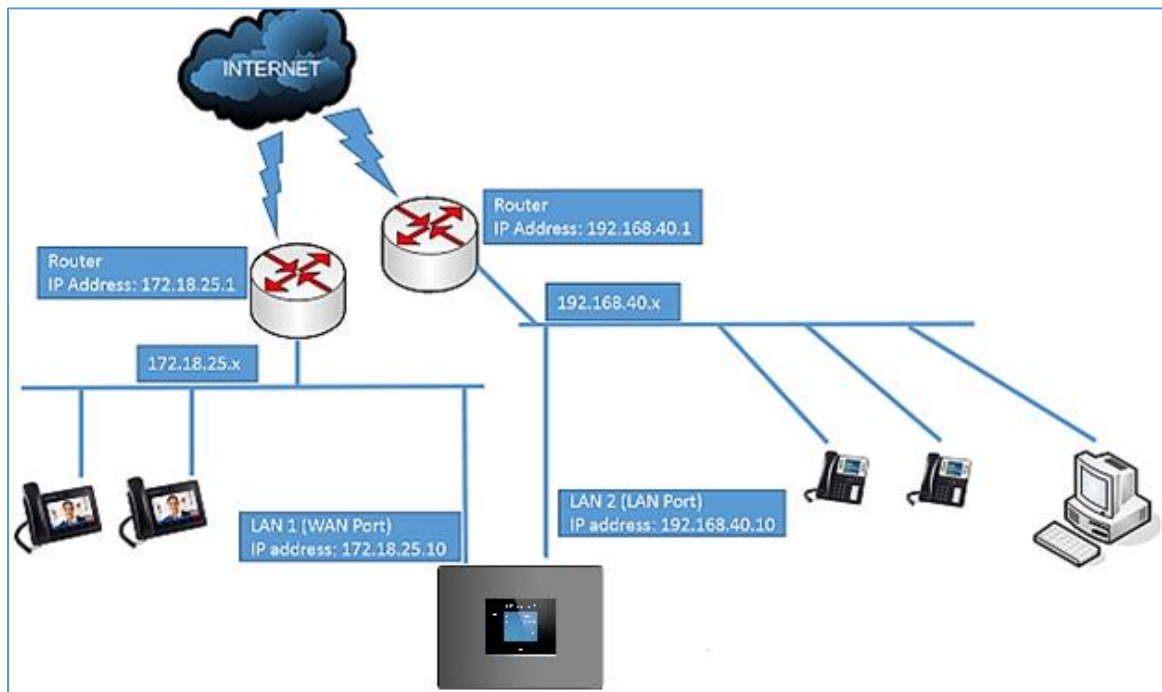 INTERNET
Router
IP Address: 192.168.40.1
Router
IP Address: 172.18.25.1
192.168.40.x
172.18.25.x
LAN 1 (WAN Port)
IP address: 172.18.25.10
LAN 2 (LAN Port)
IP address: 192.168.40.10